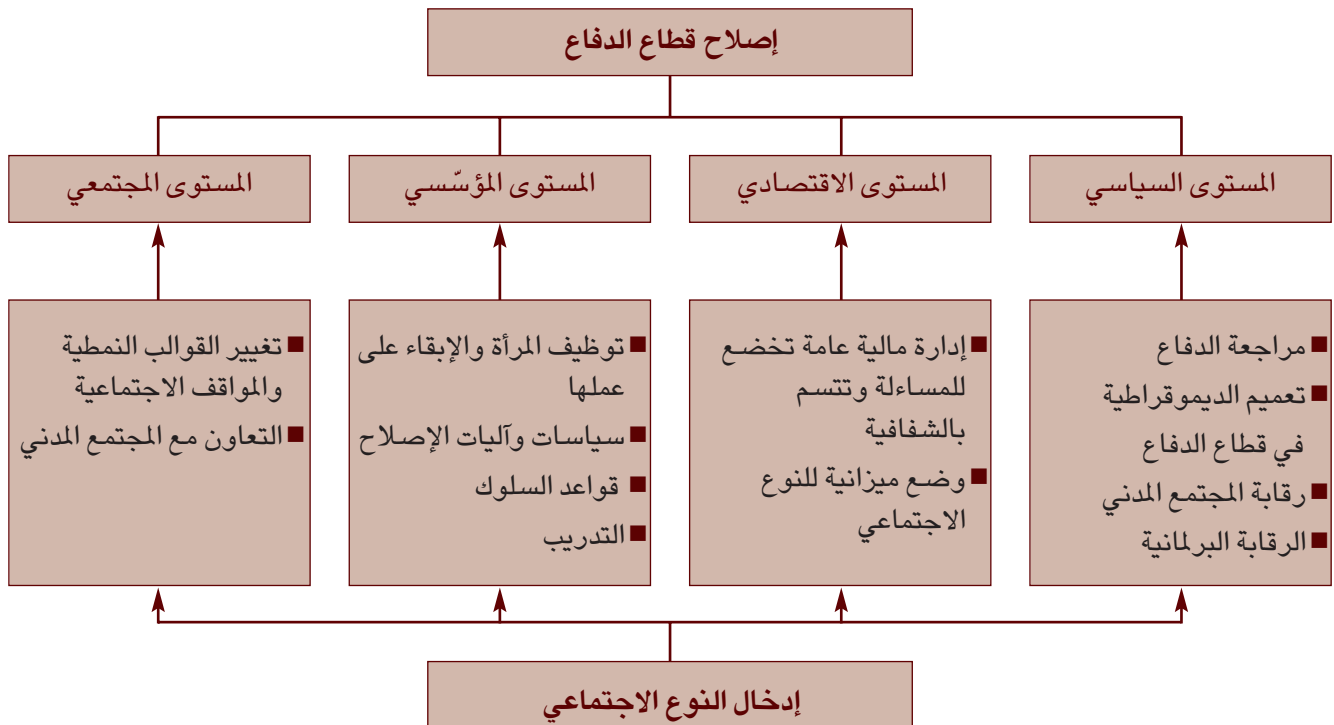 إصلاح قطاع الدفاع
المستوى السياسي
المستوى الاقتصادي
المستوى المؤسّسي
المستوى المجتمعي
■ مراجعة الدفاع
■ تعميم الديموقراطية
في قطاع الدفاع
■ رقابة المجتمع المدني
■ الرقابة البرلمانية
■ إدارة مالية عامة تخضع
للمساءلة وتتسم
بالشفافية
■ وضع ميزانية للنوع
الاجتماعي
■ توظيف المرأة والإبقاء على
عملها
■ سياسات وآليات الإصلاح
■ قواعد السلوك
■ التدريب
■ تغيير القوالب النمطية
والمواقف الاجتماعية
■ التعاون مع المجتمع المدني
إدخال النوع الاجتماعي